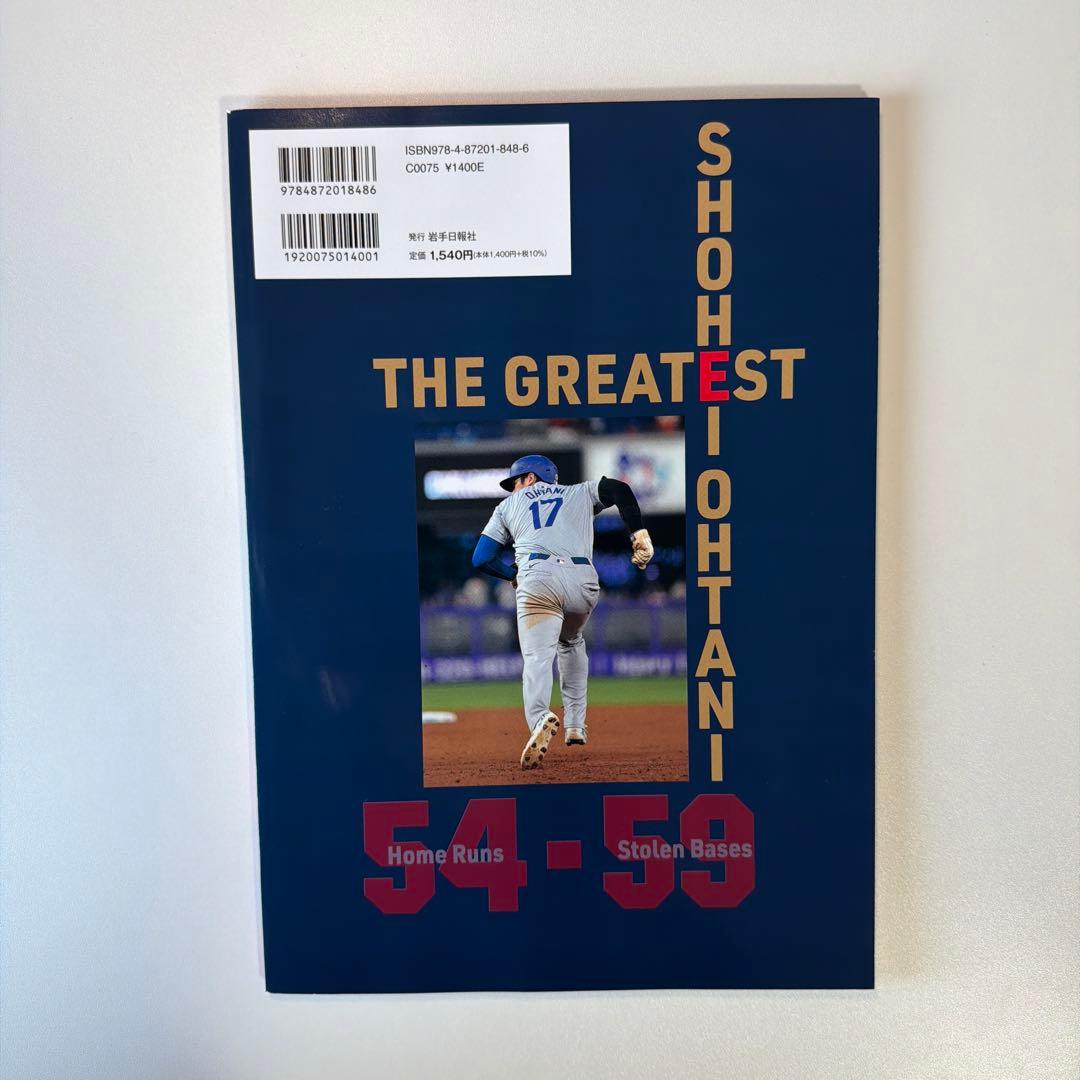 ISBN978-4-87201-848-6
C0075 ¥1400E
9784872018486
発行 岩手日報社
定価 1,540円(本体1,400円+税10%)
1920075014001
SHOHEI OHTANI
THE GREATEST
OHTANI
17
54-59
Home Runs
Stolen Bases